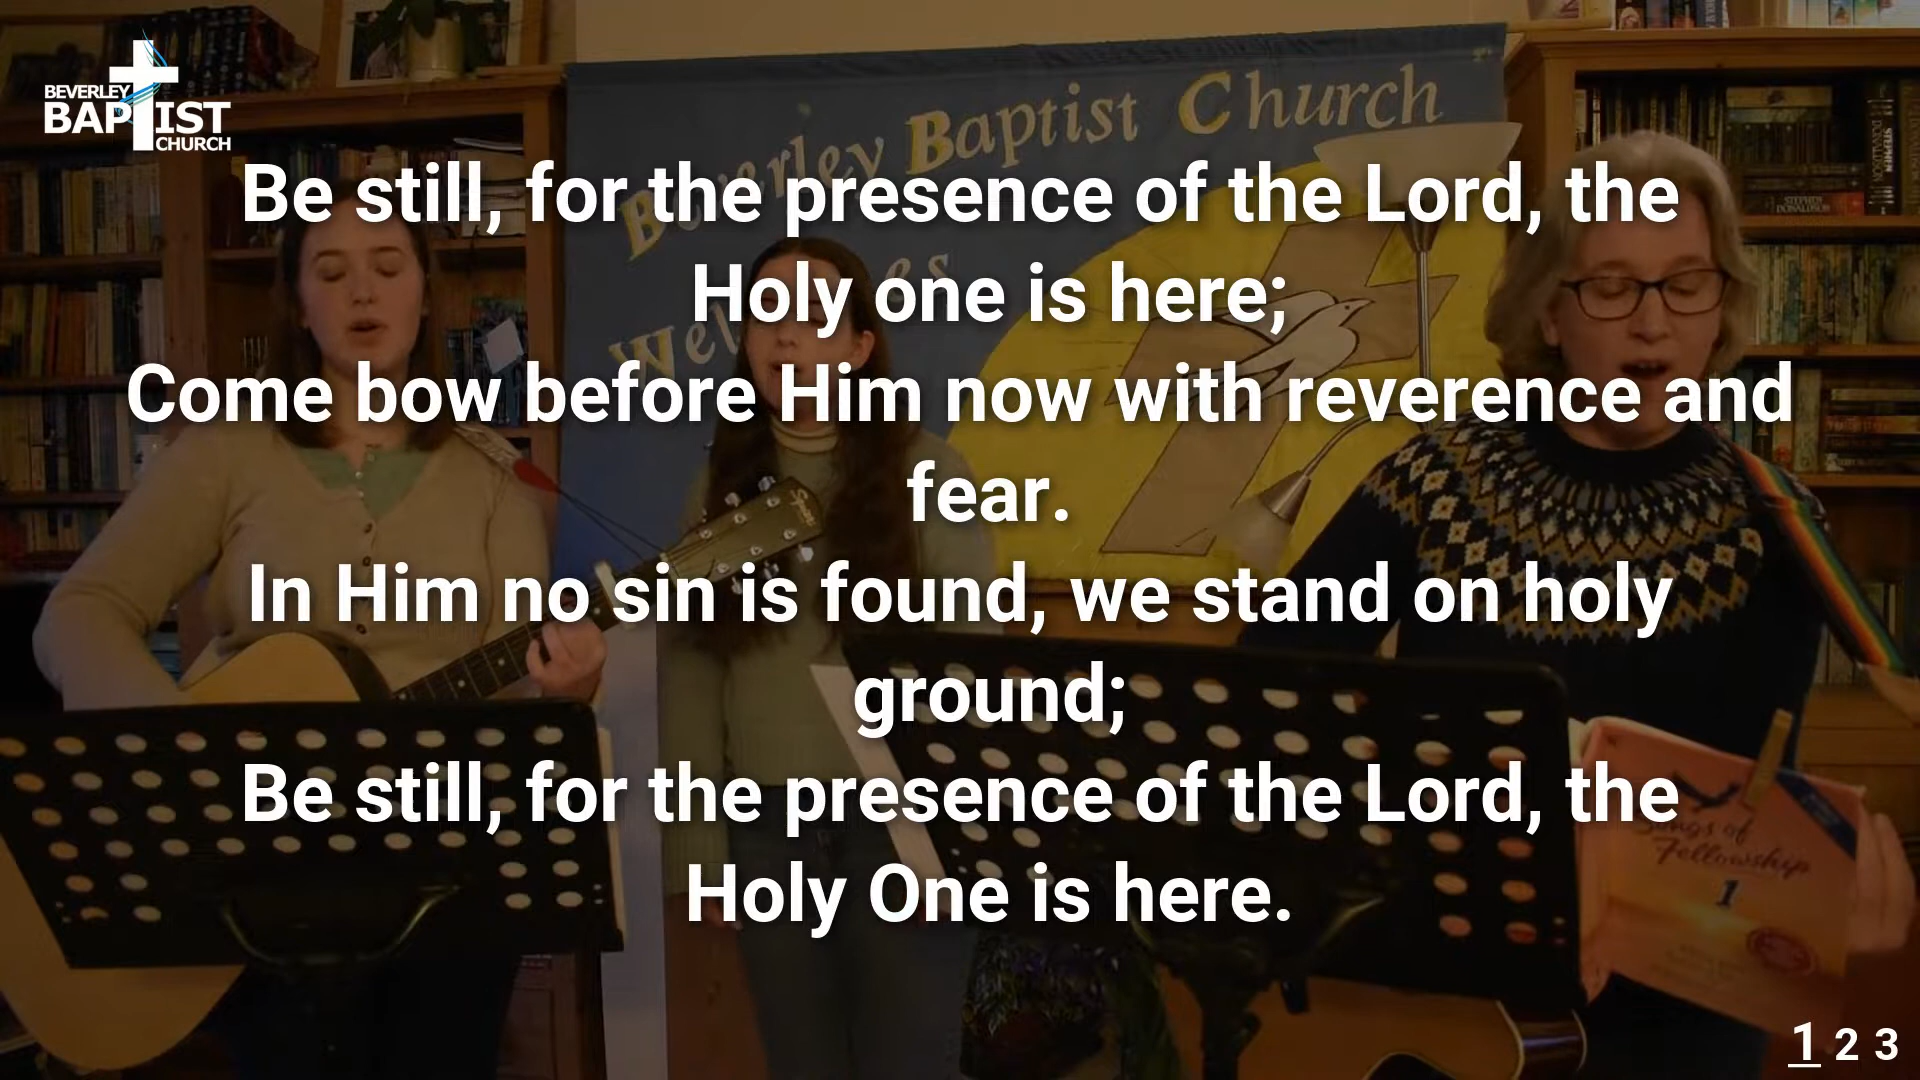 BEVERLEY
BAPTIST
CHURCH
Beverley Baptist Church
Be still, for the presence of the Lord, the
Holy one is here;
Come bow before Him now with reverence and
fear.
In Him no sin is found, we stand on holy
ground;
Be still, for the presence of the Lord, the
Holy One is here.
STEPHEN
DONALDSON
Songs of
Fellowship
1
1 2 3